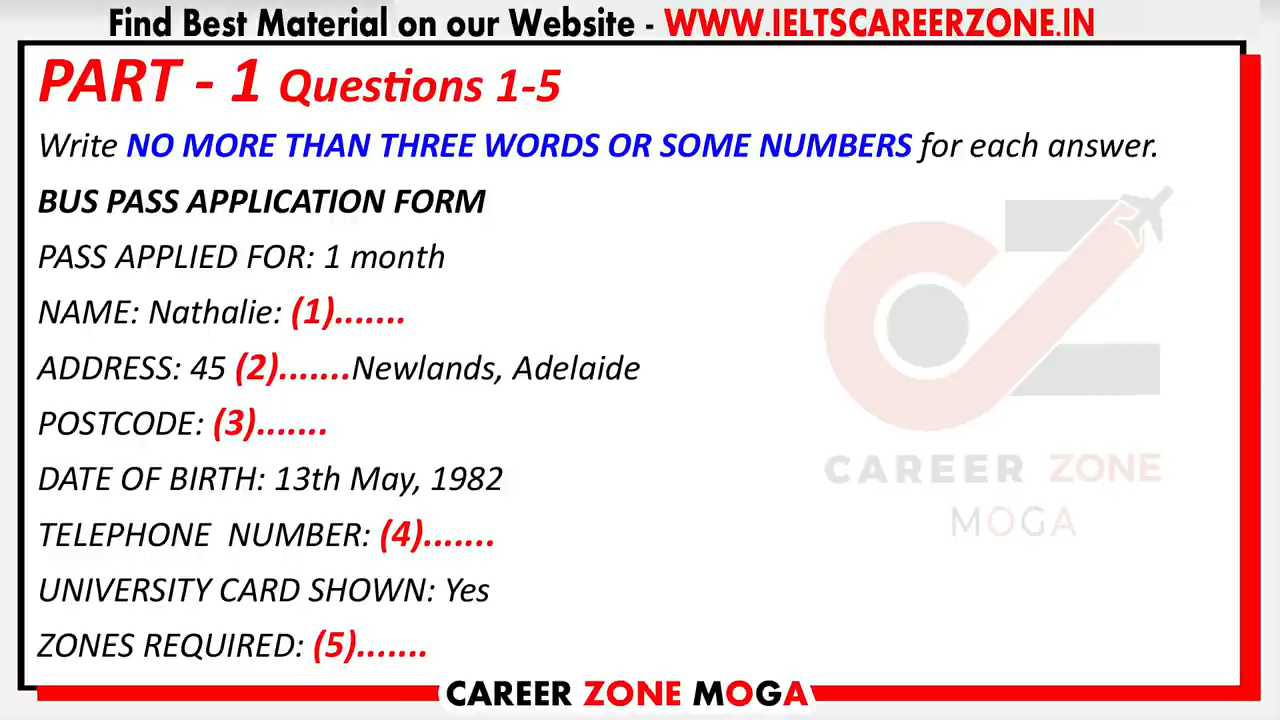 Find Best Material on our Website - WWW.IELTSCAREERZONE.IN
PART - 1 Questions 1-5
Write NO MORE THAN THREE WORDS OR SOME NUMBERS for each answer.
BUS PASS APPLICATION FORM
PASS APPLIED FOR: 1 month
NAME: Nathalie: (1).......
ADDRESS: 45 (2).......Newlands, Adelaide
POSTCODE: (3).......
DATE OF BIRTH: 13th May, 1982
TELEPHONE  NUMBER: (4).......
UNIVERSITY CARD SHOWN: Yes
ZONES REQUIRED: (5).......
CAREER ZONE
MOGA
CAREER ZONE MOGA